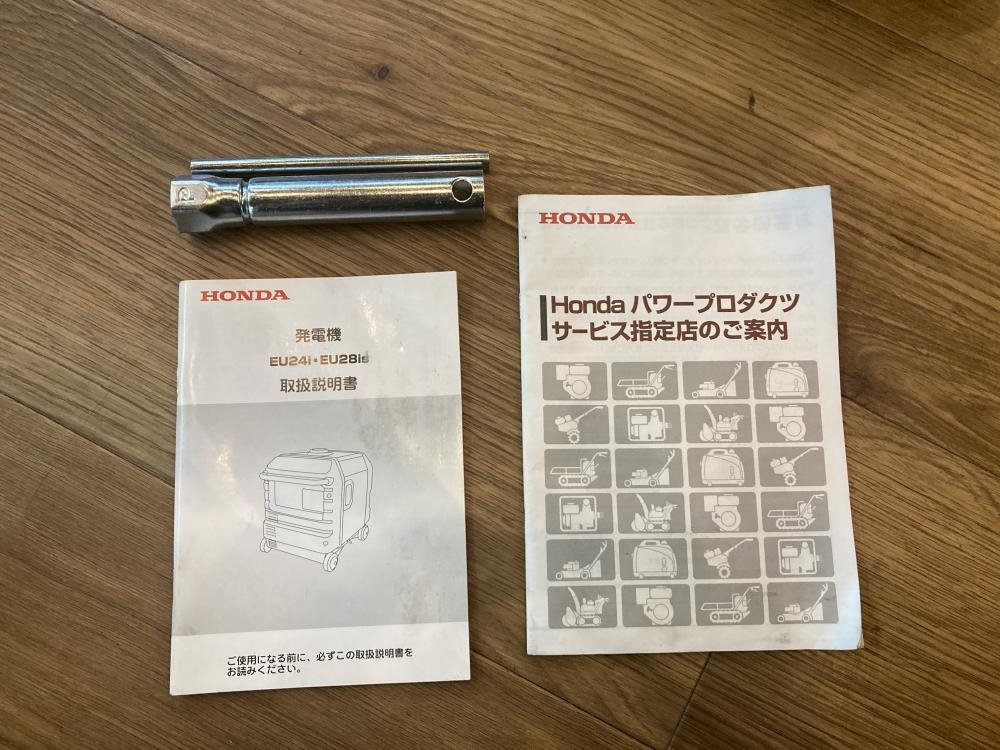 HONDA
発電機
EU24i・EU28is
取扱説明書
ご使用になる前に、必ずこの取扱説明書を
お読みください。
HONDA
Honda パワープロダクツ
サービス指定店のご案内